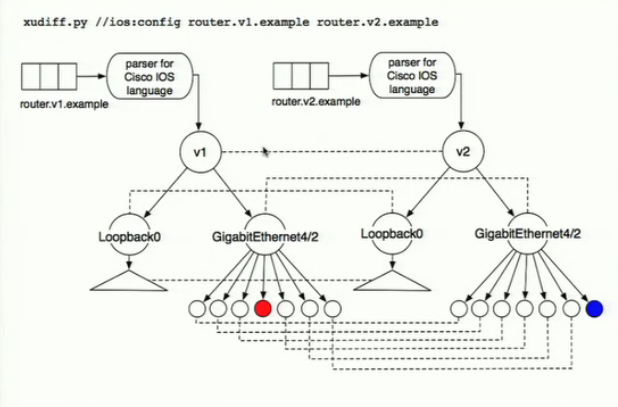 xudiff.py //ios:config router.v1.example router.v2.example
parser for
Cisco IOS
language
router.v1.example
parser for
Cisco IOS
language
router.v2.example
v1
v2
Loopback0
GigabitEthernet4/2
Loopback0
GigabitEthernet4/2